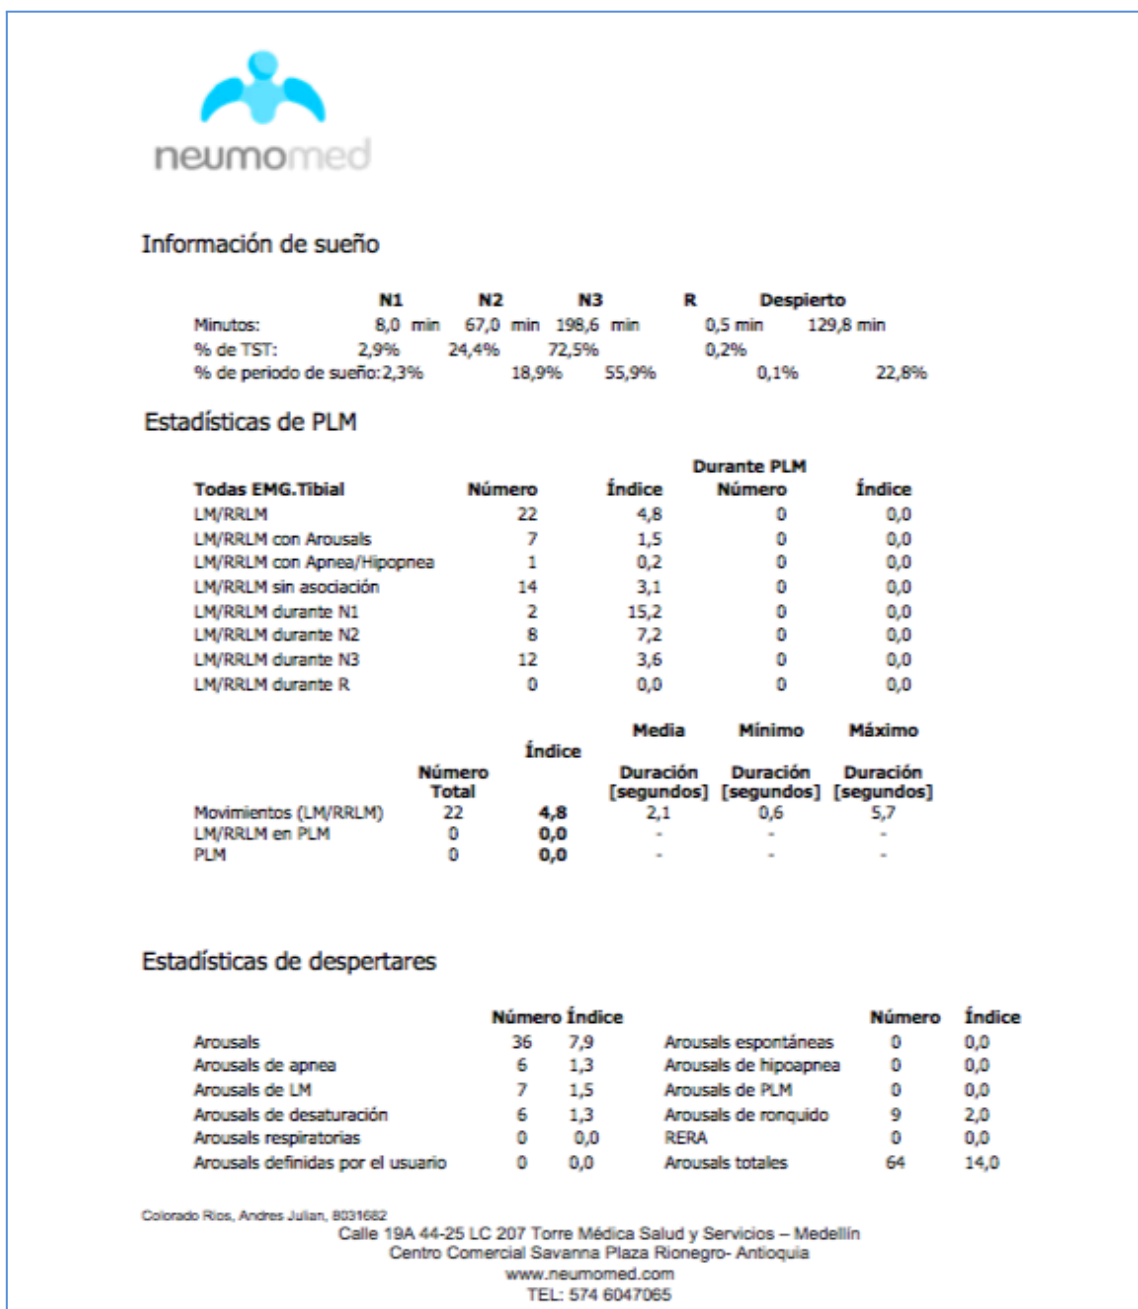 neumomed
Información de sueño
N1 N2 N3 R Despierto
Minutos: 8,0 min 67,0 min 198,6 min 0,5 min 129,8 min
% de TST: 2,9% 24,4% 72,5% 0,2%
% de periodo de sueño:2,3% 18,9% 55,9% 0,1% 22,8%
Estadísticas de PLM
Durante PLM
Todas EMG.Tibial Número Índice Número Índice
LM/RRLM 22 4,8 0 0,0
LM/RRLM con Arousals 7 1,5 0 0,0
LM/RRLM con Apnea/Hipopnea 1 0,2 0 0,0
LM/RRLM sin asociación 14 3,1 0 0,0
LM/RRLM durante N1 2 15,2 0 0,0
LM/RRLM durante N2 8 7,2 0 0,0
LM/RRLM durante N3 12 3,6 0 0,0
LM/RRLM durante R 0 0,0 0 0,0
Media Mínimo Máximo
Índice
Número Duración Duración Duración
Total [segundos] [segundos] [segundos]
Movimientos (LM/RRLM) 22 4,8 2,1 0,6 5,7
LM/RRLM en PLM 0 0,0 - - -
PLM 0 0,0 - - -
Estadísticas de despertares
Número Índice Número Índice
Arousals 36 7,9 Arousals espontáneas 0 0,0
Arousals de apnea 6 1,3 Arousals de hipoapnea 0 0,0
Arousals de LM 7 1,5 Arousals de PLM 0 0,0
Arousals de desaturación 6 1,3 Arousals de ronquido 9 2,0
Arousals respiratorias 0 0,0 RERA 0 0,0
Arousals definidas por el usuario 0 0,0 Arousals totales 64 14,0
Colorado Rios, Andres Julian, 8031682
Calle 19A 44-25 LC 207 Torre Médica Salud y Servicios – Medellín
Centro Comercial Savanna Plaza Rionegro- Antioquia
www.neumomed.com
TEL: 574 6047065